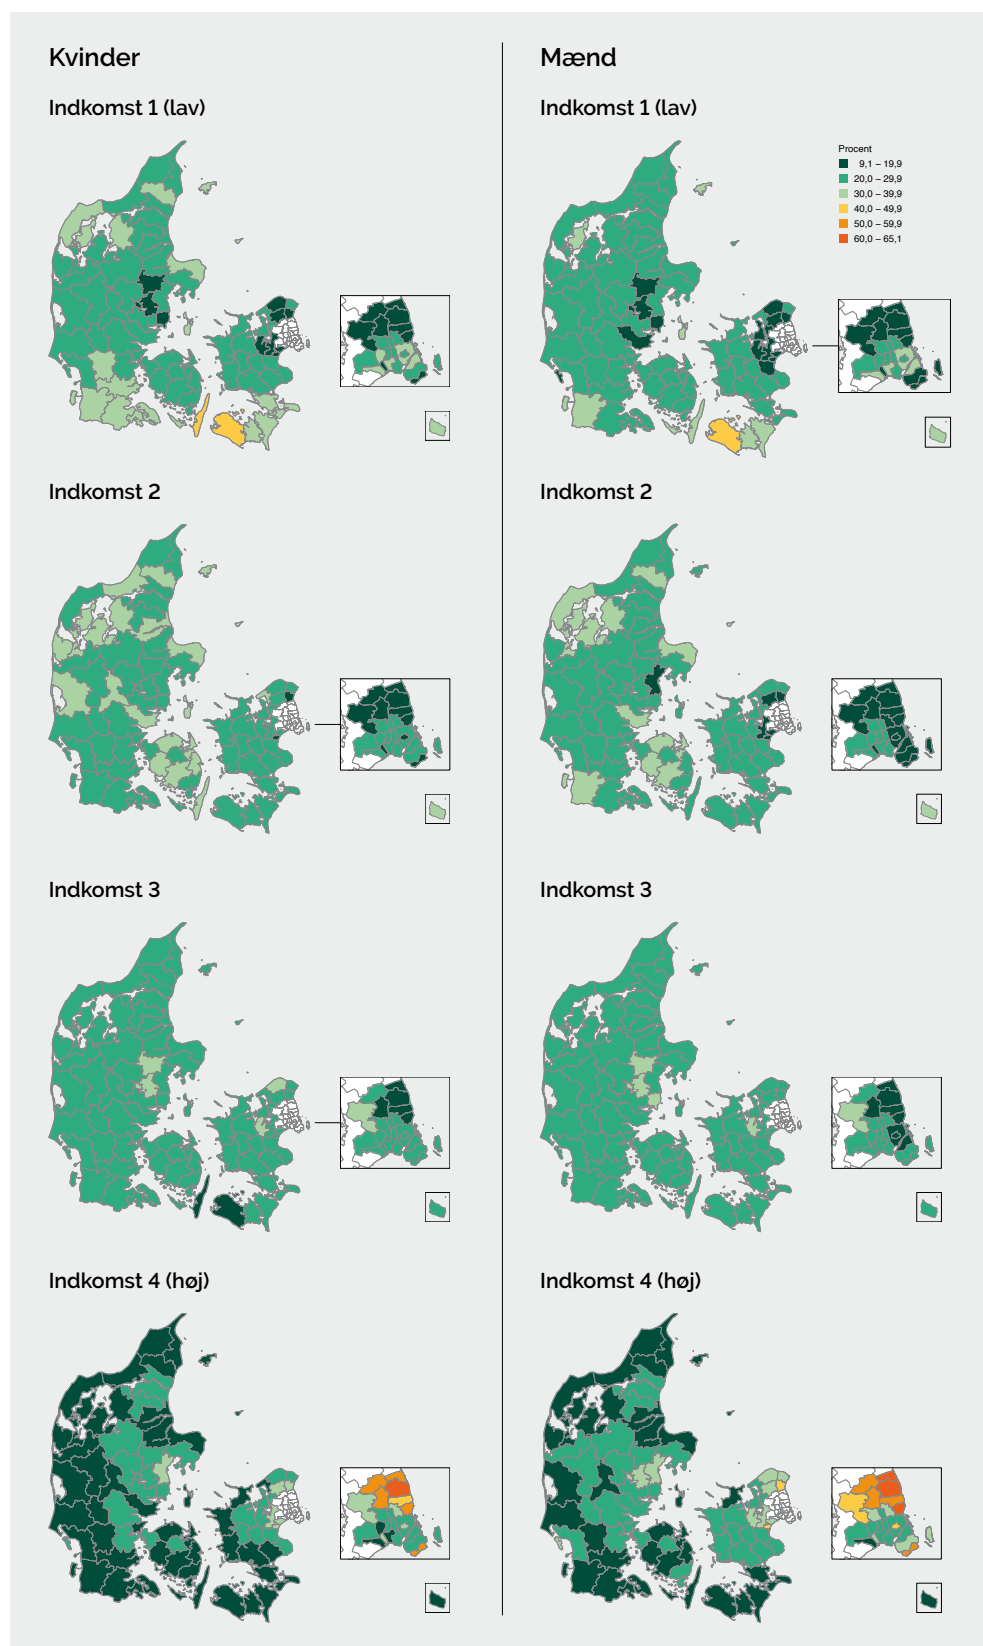 Kvinder
Indkomst 1 (lav)
Indkomst 2
Indkomst 3
Indkomst 4 (høj)
Mænd
Indkomst 1 (lav)
Procent
9,1 – 19,9
20,0 – 29,9
30,0 – 39,9
40,0 – 49,9
50,0 – 59,9
60,0 – 65,1
Indkomst 2
Indkomst 3
Indkomst 4 (høj)